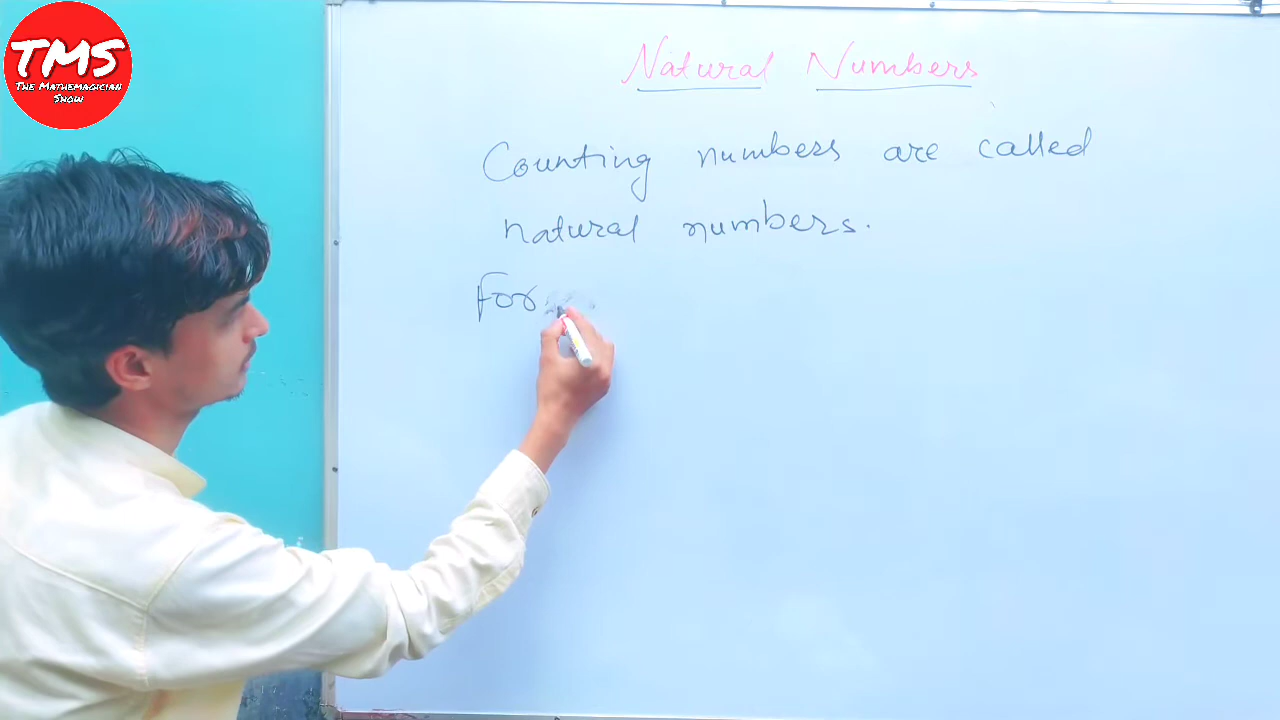 TMS
THE MATHEMAGICIAN
SHOW
Natural Numbers
Counting numbers are called
natural numbers.
For